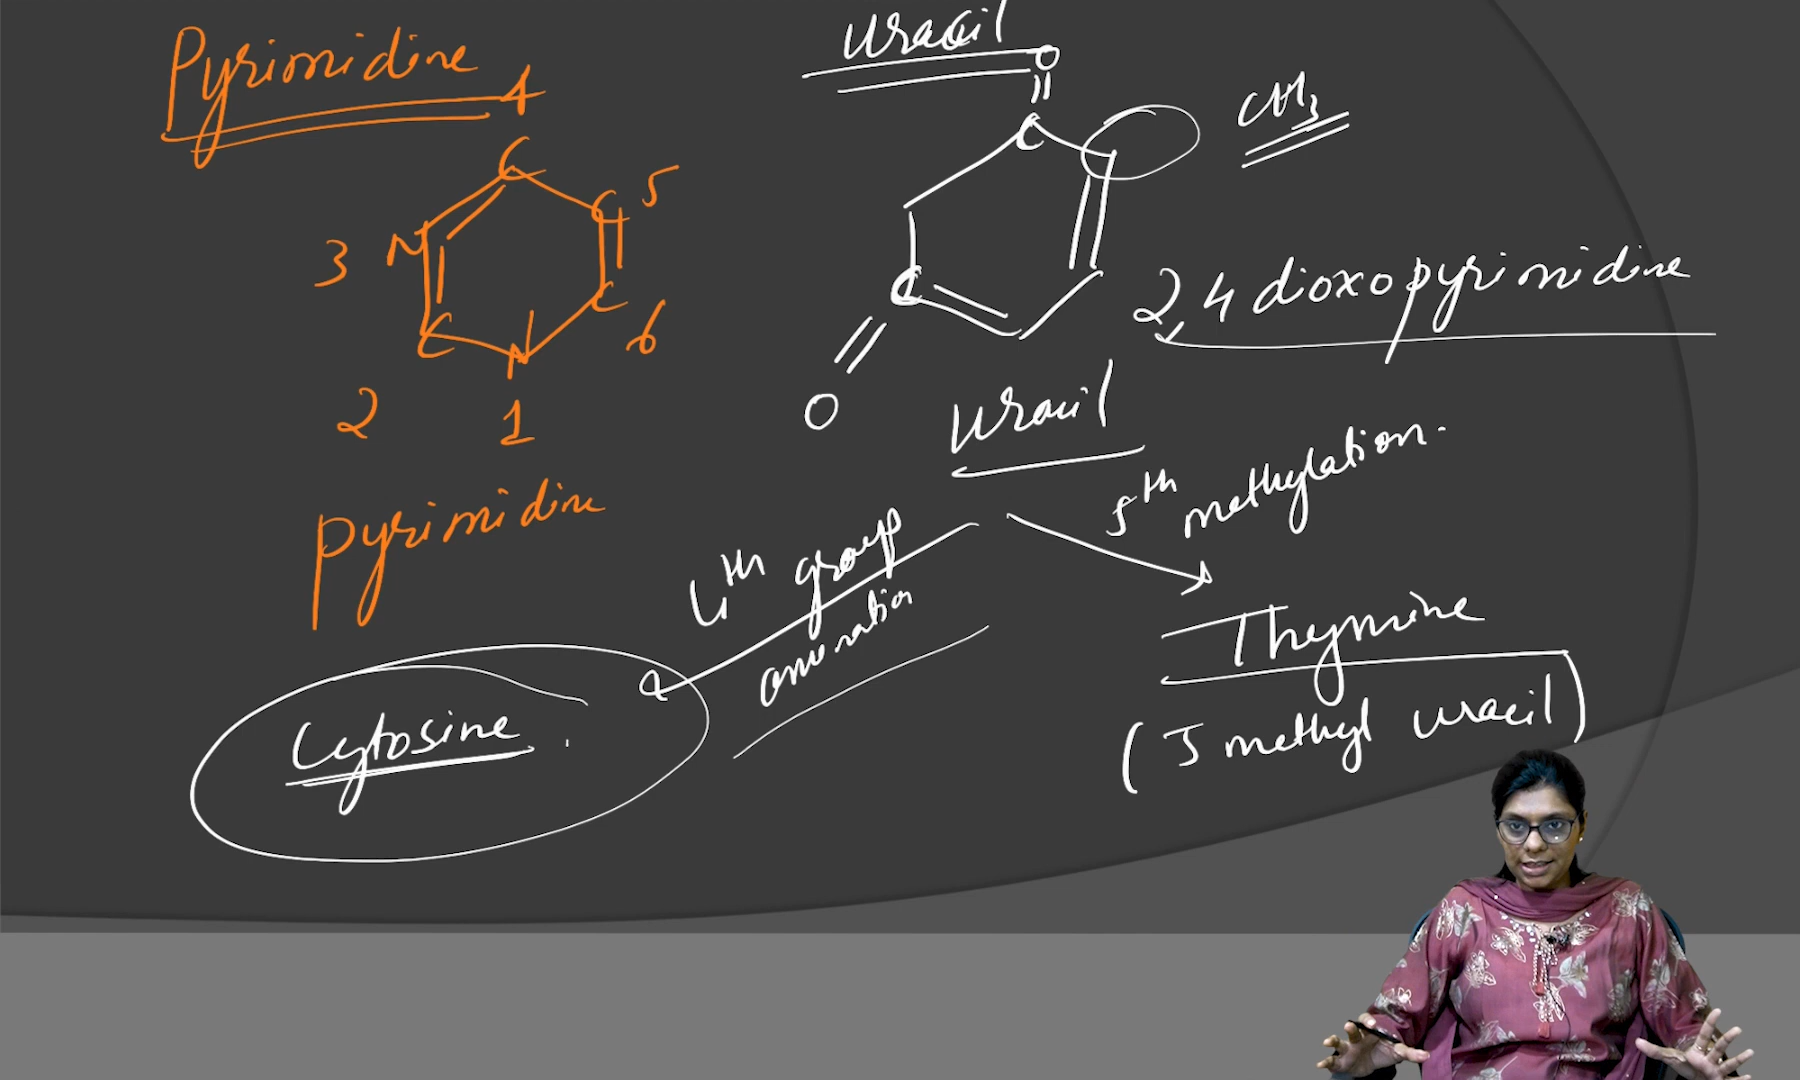 Pyrimidine
4
C
C 5
3 N
C
C
6
N
2
1
Pyrimidine
Uracil
O
C
CH3
C
O
2,4 dioxopyrimidine
Uracil
4th group
amination
5th methylation.
Cytosine
Thymine
(5 methyl uracil)